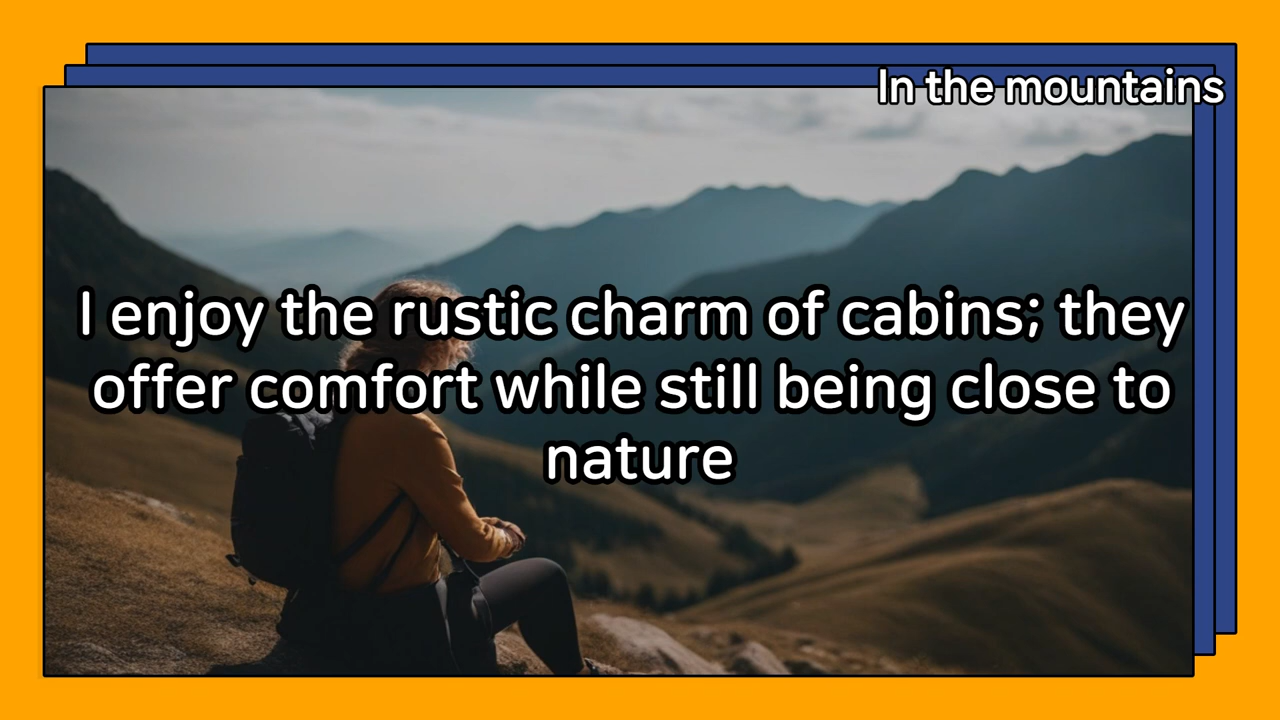 In the mountains
I enjoy the rustic charm of cabins; they
offer comfort while still being close to
nature